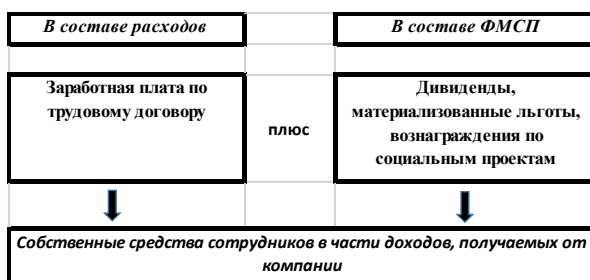 В составе расходов
В составе ФМСП
Заработная плата по
трудовому договору
плюс
Дивиденды,
материализованные льготы,
вознаграждения по
социальным проектам
Собственные средства сотрудников в части доходов, получаемых от
компании